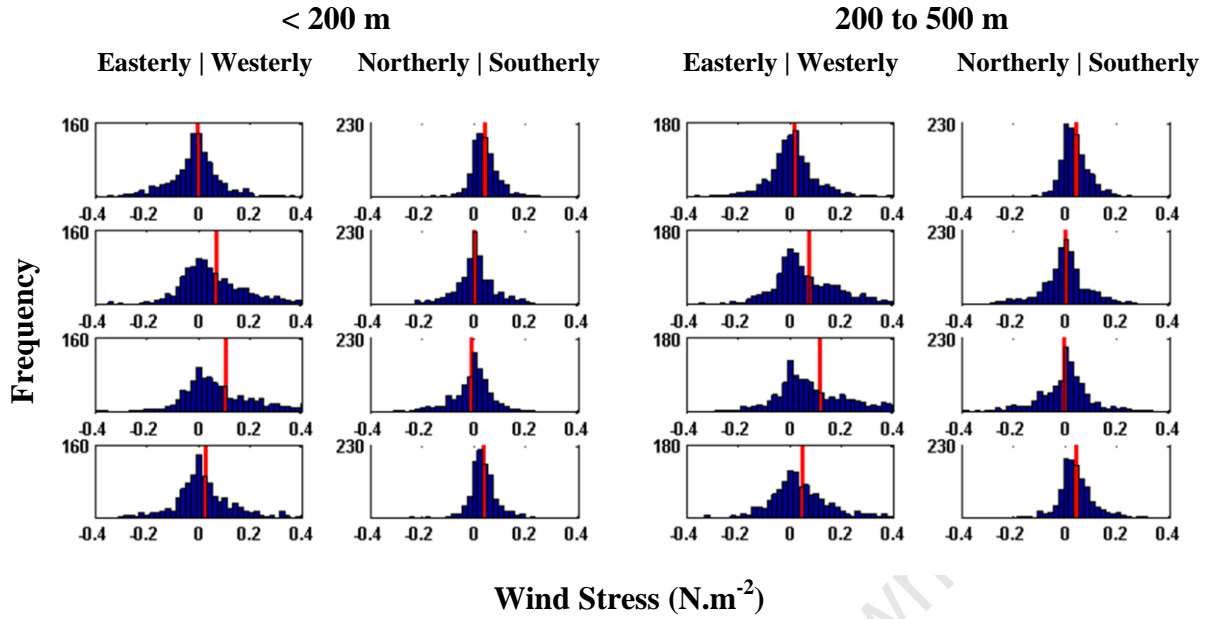 < 200 m 200 to 500 m
Easterly | Westerly Northerly | Southerly Easterly | Westerly Northerly | Southerly
160 230 180 230
-0.4 -0.2 0 0.2 0.4 -0.4 -0.2 0 0.2 0.4 -0.4 -0.2 0 0.2 0.4 -0.4 -0.2 0 0.2 0.4
160 230 180 230
-0.4 -0.2 0 0.2 0.4 -0.4 -0.2 0 0.2 0.4 -0.4 -0.2 0 0.2 0.4 -0.4 -0.2 0 0.2 0.4
160 230 180 230
-0.4 -0.2 0 0.2 0.4 -0.4 -0.2 0 0.2 0.4 -0.4 -0.2 0 0.2 0.4 -0.4 -0.2 0 0.2 0.4
160 230 180 230
-0.4 -0.2 0 0.2 0.4 -0.4 -0.2 0 0.2 0.4 -0.4 -0.2 0 0.2 0.4 -0.4 -0.2 0 0.2 0.4
Frequency
Wind Stress (N.m⁻²)